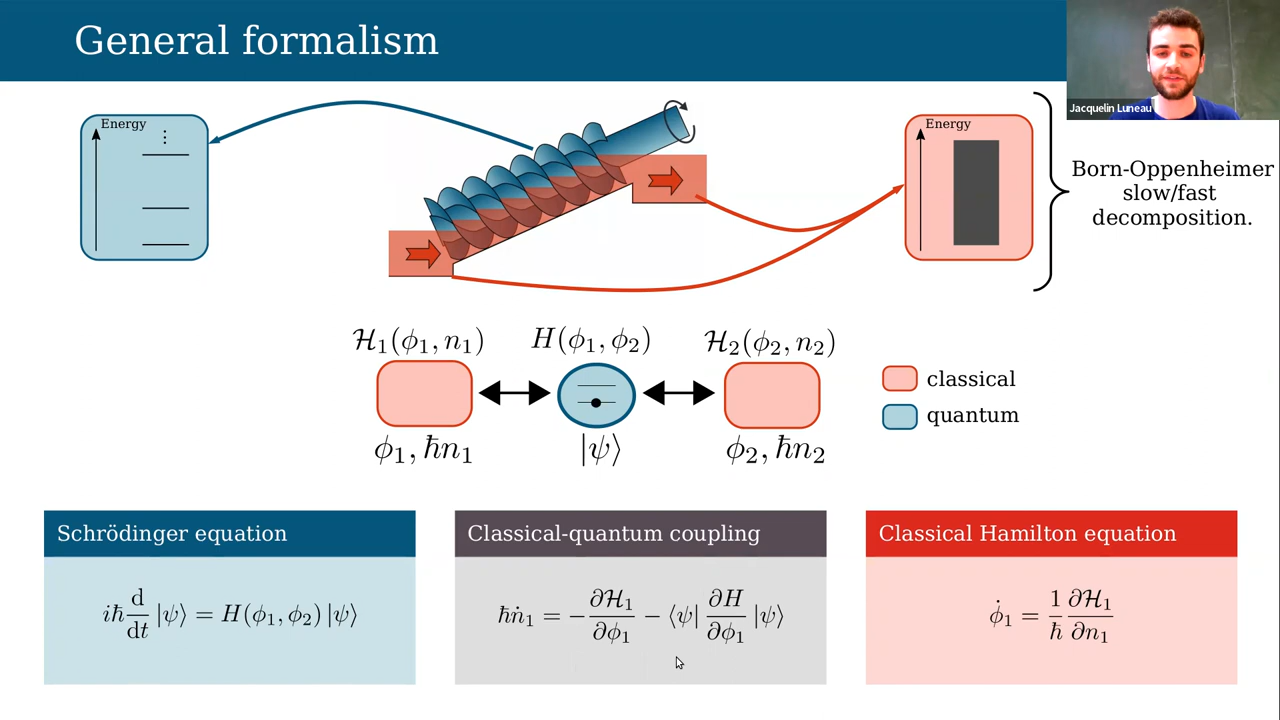 General formalism
Jacquelin Luneau
Energy
⋮
Energy
Born-Oppenheimer
slow/fast
decomposition.
ℋ₁(ϕ₁, n₁)
H(ϕ₁, ϕ₂)
ℋ₂(ϕ₂, n₂)
classical
quantum
ϕ₁, ℏn₁
|ψ⟩
ϕ₂, ℏn₂
Schrödinger equation
iℏ d/dt |ψ⟩ = H(ϕ₁, ϕ₂) |ψ⟩
Classical-quantum coupling
ℏṅ₁ = −∂ℋ₁/∂ϕ₁ − ⟨ψ| ∂H/∂ϕ₁ |ψ⟩
Classical Hamilton equation
ϕ̇₁ = 1/ℏ ∂ℋ₁/∂n₁